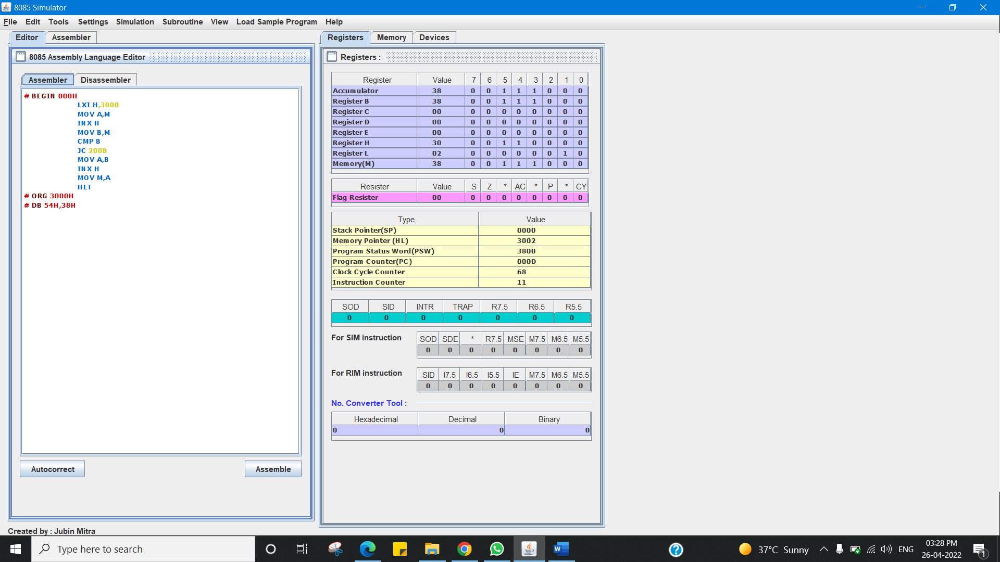 8085 Simulator
File Edit Tools Settings Simulation Subroutine View Load Sample Program Help
Editor Assembler
8085 Assembly Language Editor
Assembler Disassembler
# BEGIN 000H
LXI H,3000
MOV A,M
INX H
MOV B,M
CMP B
JC 200B
MOV A,B
INX H
MOV M,A
HLT
# ORG 3000H
# DB 54H,38H
Autocorrect Assemble
Created by : Jubin Mitra
Registers Memory Devices
Registers :
Register Value 7 6 5 4 3 2 1 0
Accumulator 38 0 0 1 1 1 0 0 0
Register B 38 0 0 1 1 1 0 0 0
Register C 00 0 0 0 0 0 0 0 0
Register D 00 0 0 0 0 0 0 0 0
Register E 00 0 0 0 0 0 0 0 0
Register H 30 0 0 1 1 0 0 0 0
Register L 02 0 0 0 0 0 0 1 0
Memory(M) 38 0 0 1 1 1 0 0 0
Resister Value S Z * AC * P * CY
Flag Resister 00 0 0 0 0 0 0 0 0
Type Value
Stack Pointer(SP) 0000
Memory Pointer (HL) 3002
Program Status Word(PSW) 3800
Program Counter(PC) 000D
Clock Cycle Counter 68
Instruction Counter 11
SOD SID INTR TRAP R7.5 R6.5 R5.5
0 0 0 0 0 0 0
For SIM instruction
SOD SDE * R7.5 MSE M7.5 M6.5 M5.5
0 0 0 0 0 0 0 0
For RIM instruction
SID I7.5 I6.5 I5.5 IE M7.5 M6.5 M5.5
0 0 0 0 0 0 0 0
No. Converter Tool :
Hexadecimal Decimal Binary
0 0 0
Type here to search
37°C Sunny
ENG
03:28 PM
26-04-2022
1